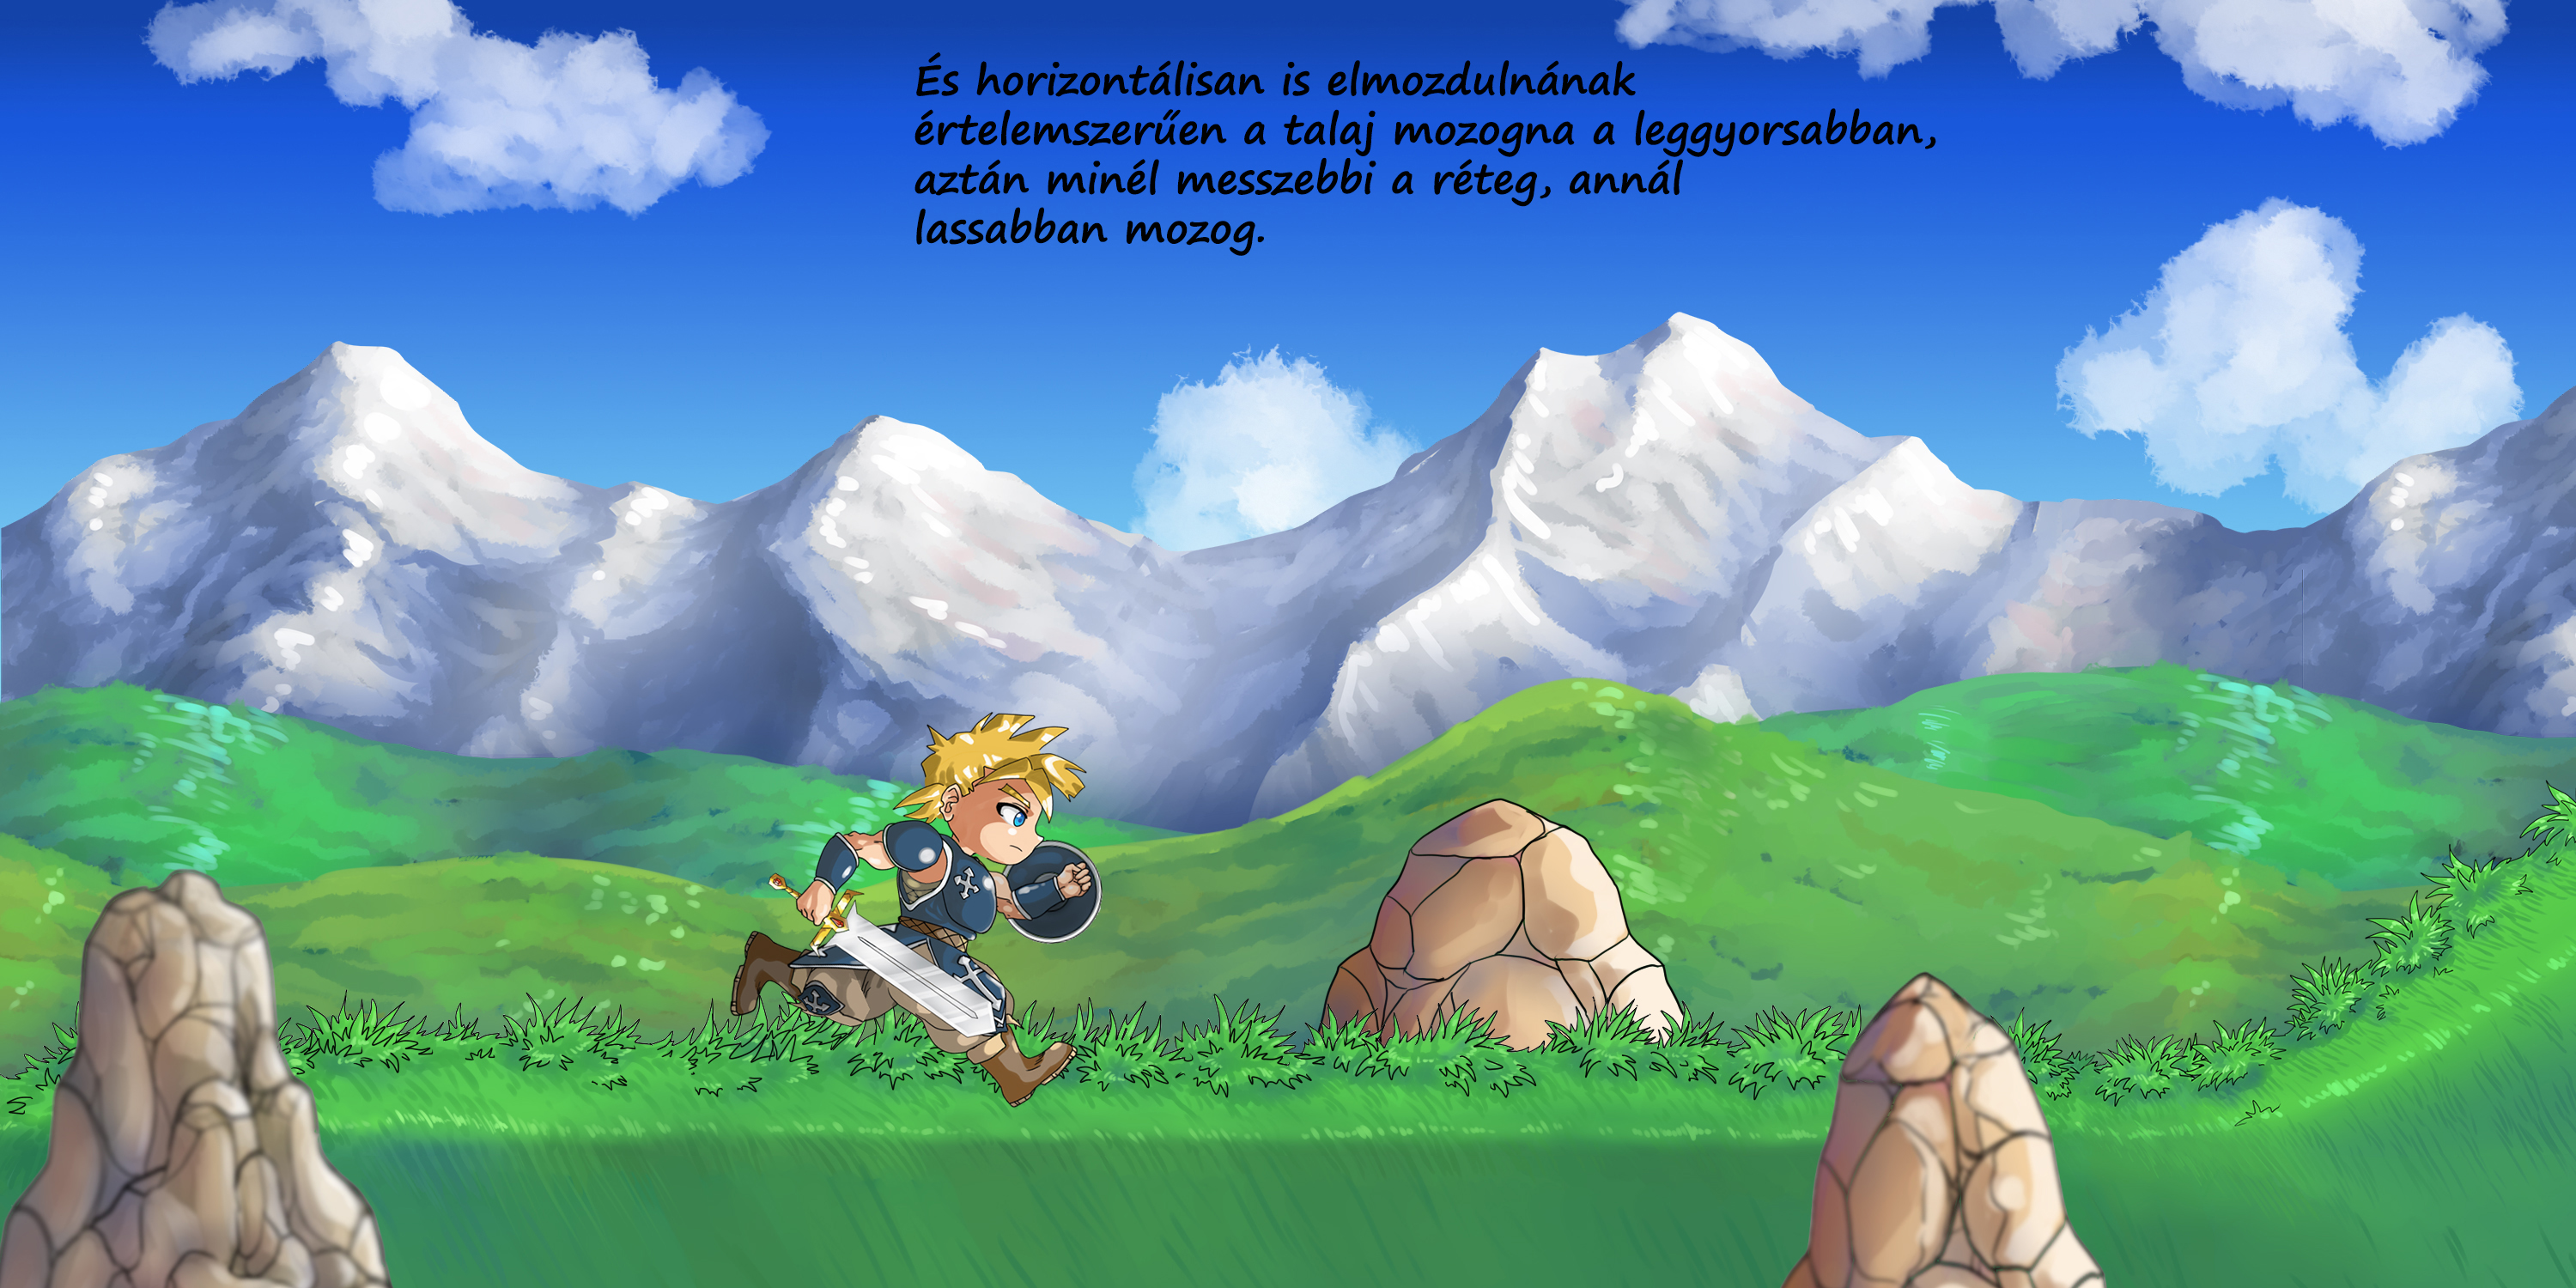 És horizontálisan is elmozdulnának
értelemszerűen a talaj mozogna a leggyorsabban,
aztán minél messzebbi a réteg, annál
lassabban mozog.